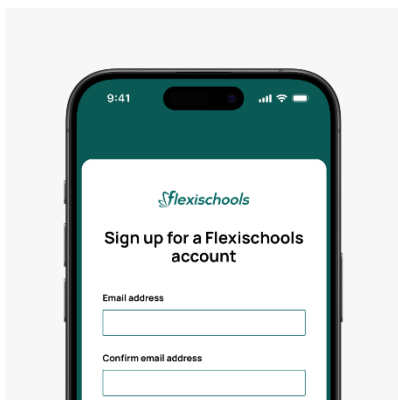 9:41
flexischools
Sign up for a Flexischools
account
Email address
Confirm email address